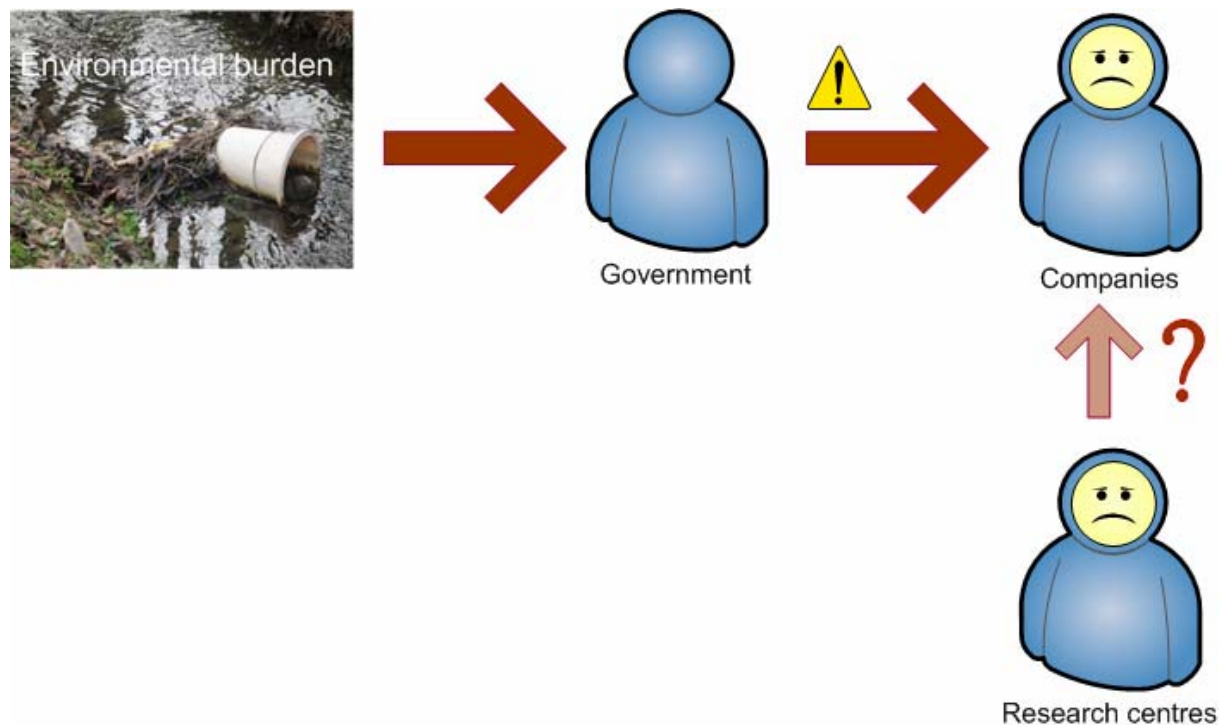 Environmental burden
!
Government
Companies
?
Research centres